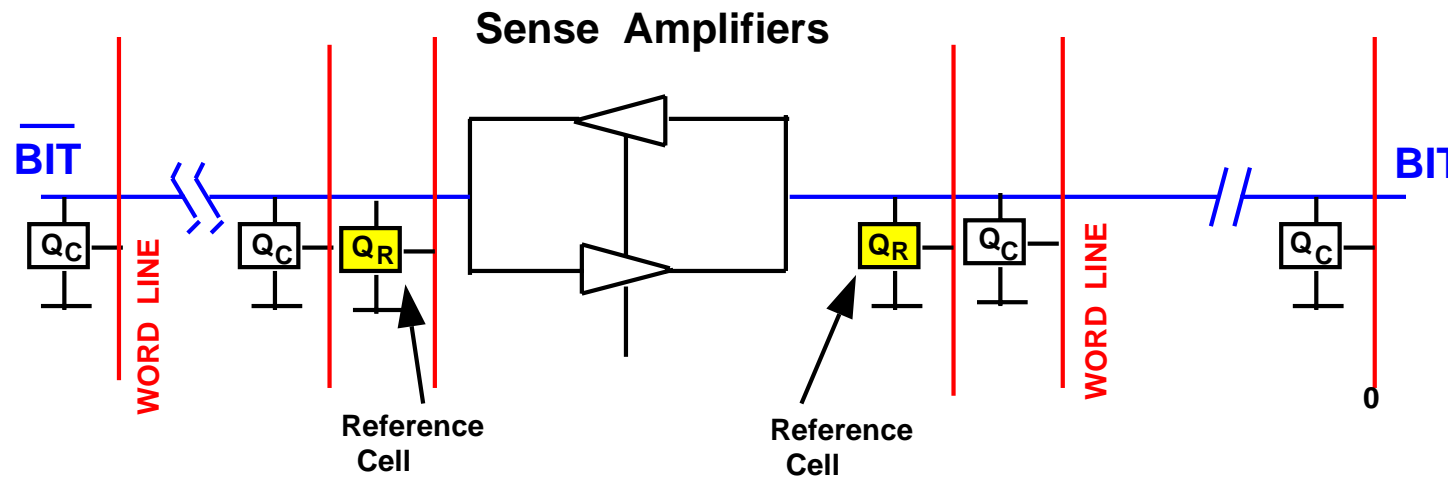 Sense Amplifiers
BIT
BIT
QC
QC
QR
QR
QC
QC
WORD LINE
WORD LINE
0
Reference
Cell
Reference
Cell